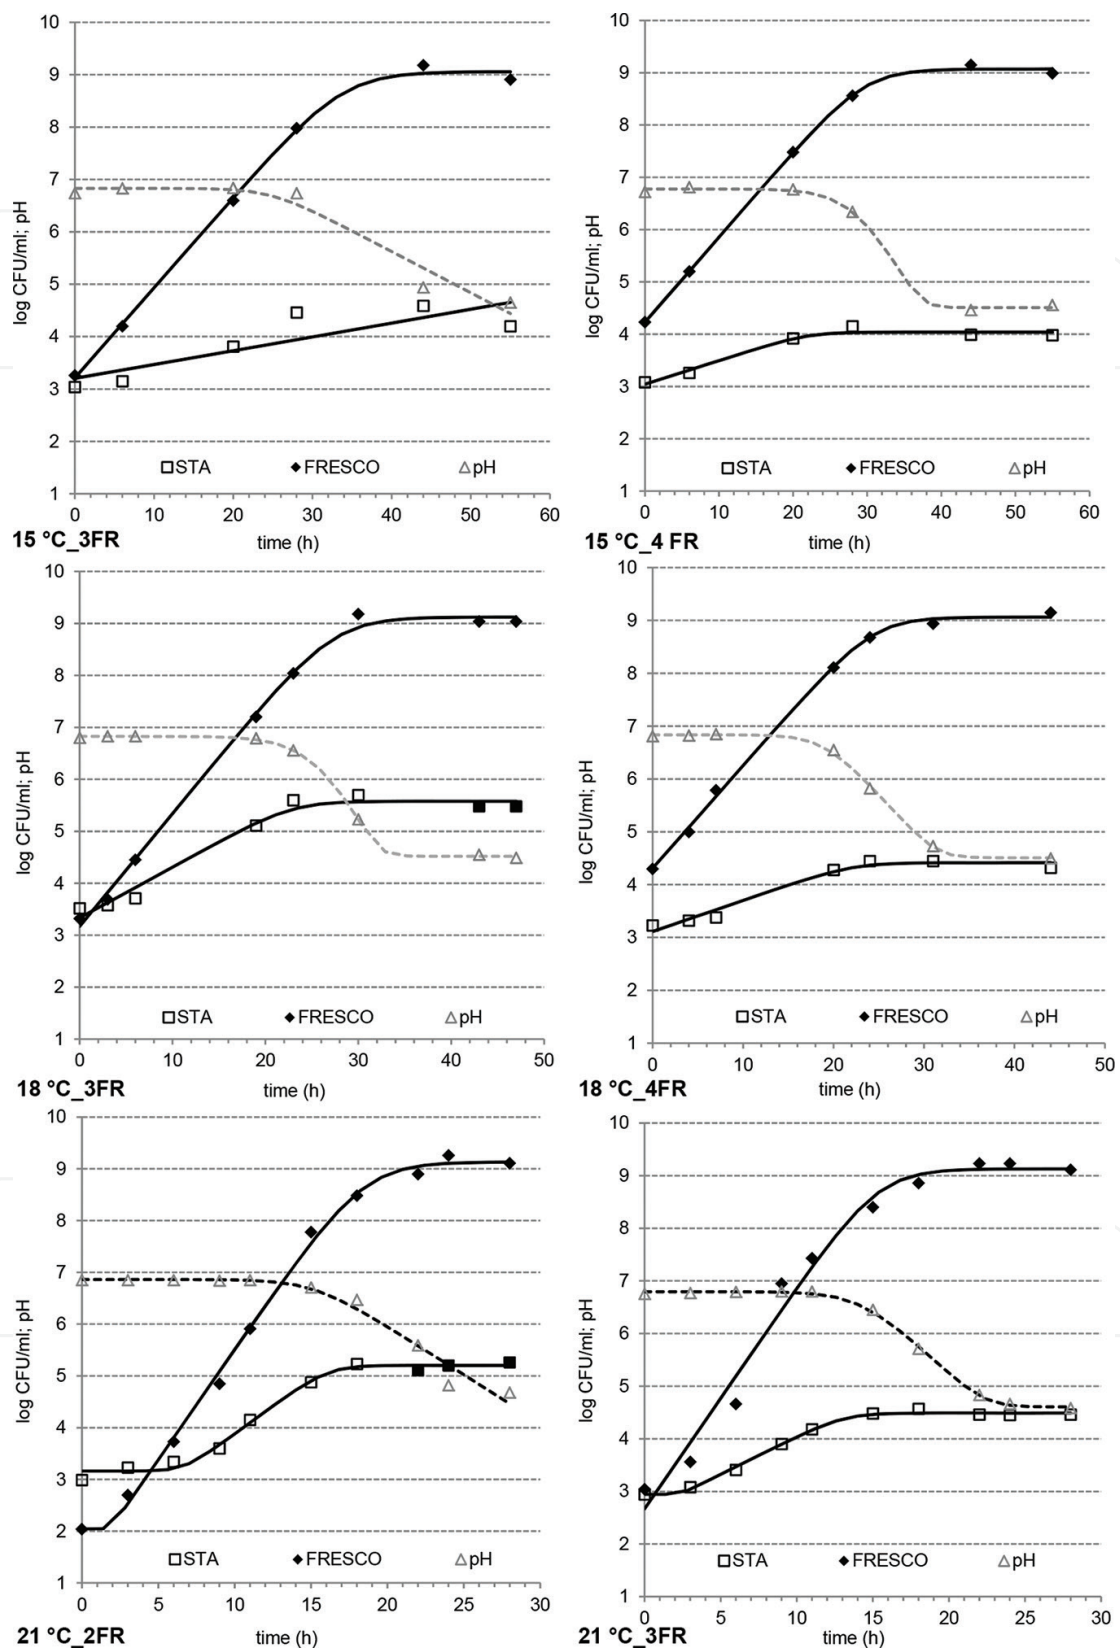 10
9
8
7
6
5
4
3
2
1
log CFU/ml; pH
STA FRESCO pH
0 10 20 30 40 50 60
15 °C_3FR time (h)
10
9
8
7
6
5
4
3
2
1
log CFU/ml; pH
STA FRESCO pH
0 10 20 30 40 50 60
15 °C_4 FR time (h)
10
9
8
7
6
5
4
3
2
1
log CFU/ml; pH
STA FRESCO pH
0 10 20 30 40 50
18 °C_3FR time (h)
10
9
8
7
6
5
4
3
2
1
log CFU/ml; pH
STA FRESCO pH
0 10 20 30 40 50
18 °C_4FR time (h)
10
9
8
7
6
5
4
3
2
1
log CFU/ml; pH
STA FRESCO pH
0 5 10 15 20 25 30
21 °C_2FR time (h)
10
9
8
7
6
5
4
3
2
1
log CFU/ml; pH
STA FRESCO pH
0 5 10 15 20 25 30
21 °C_3FR time (h)